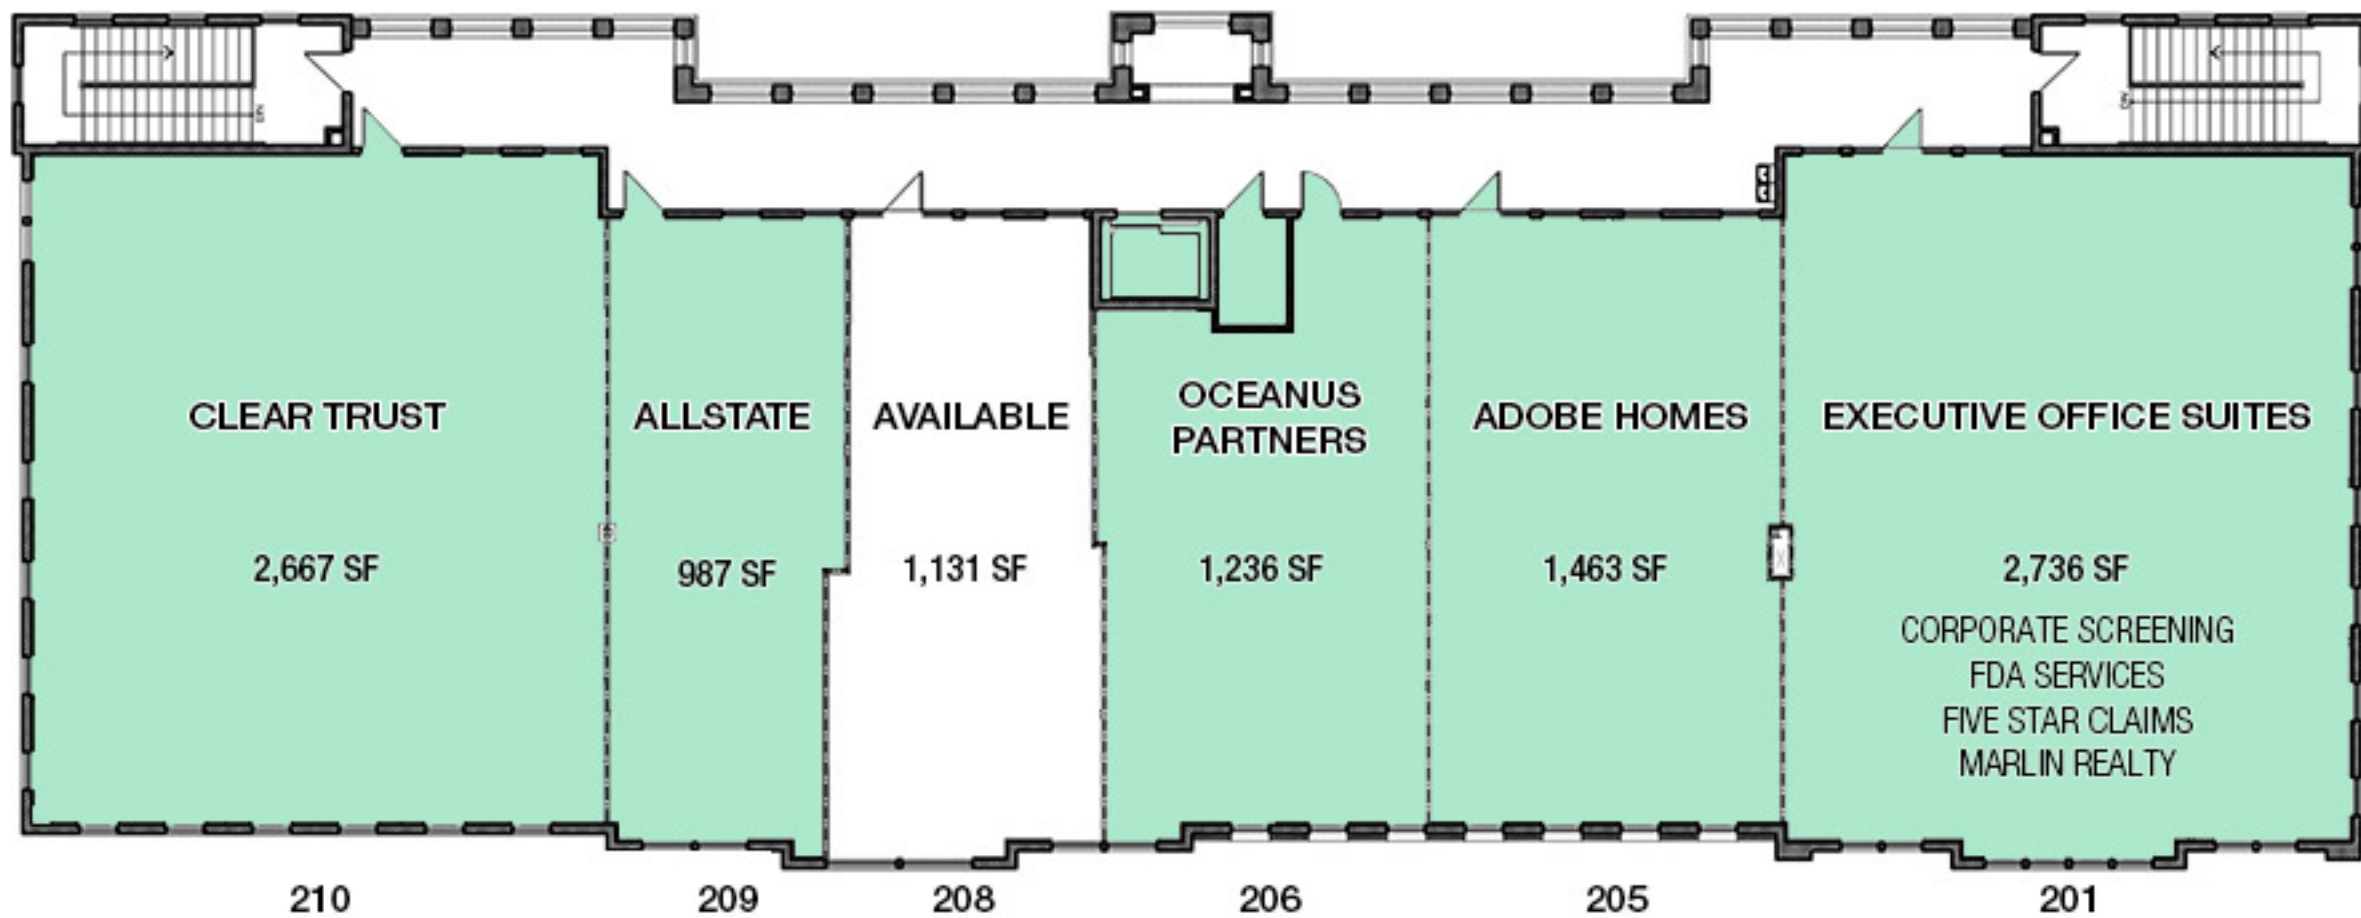 CLEAR TRUST
2,667 SF
ALLSTATE
987 SF
AVAILABLE
1,131 SF
OCEANUS
PARTNERS
1,236 SF
ADOBE HOMES
1,463 SF
EXECUTIVE OFFICE SUITES
2,736 SF
CORPORATE SCREENING
FDA SERVICES
FIVE STAR CLAIMS
MARLIN REALTY
210
209
208
206
205
201